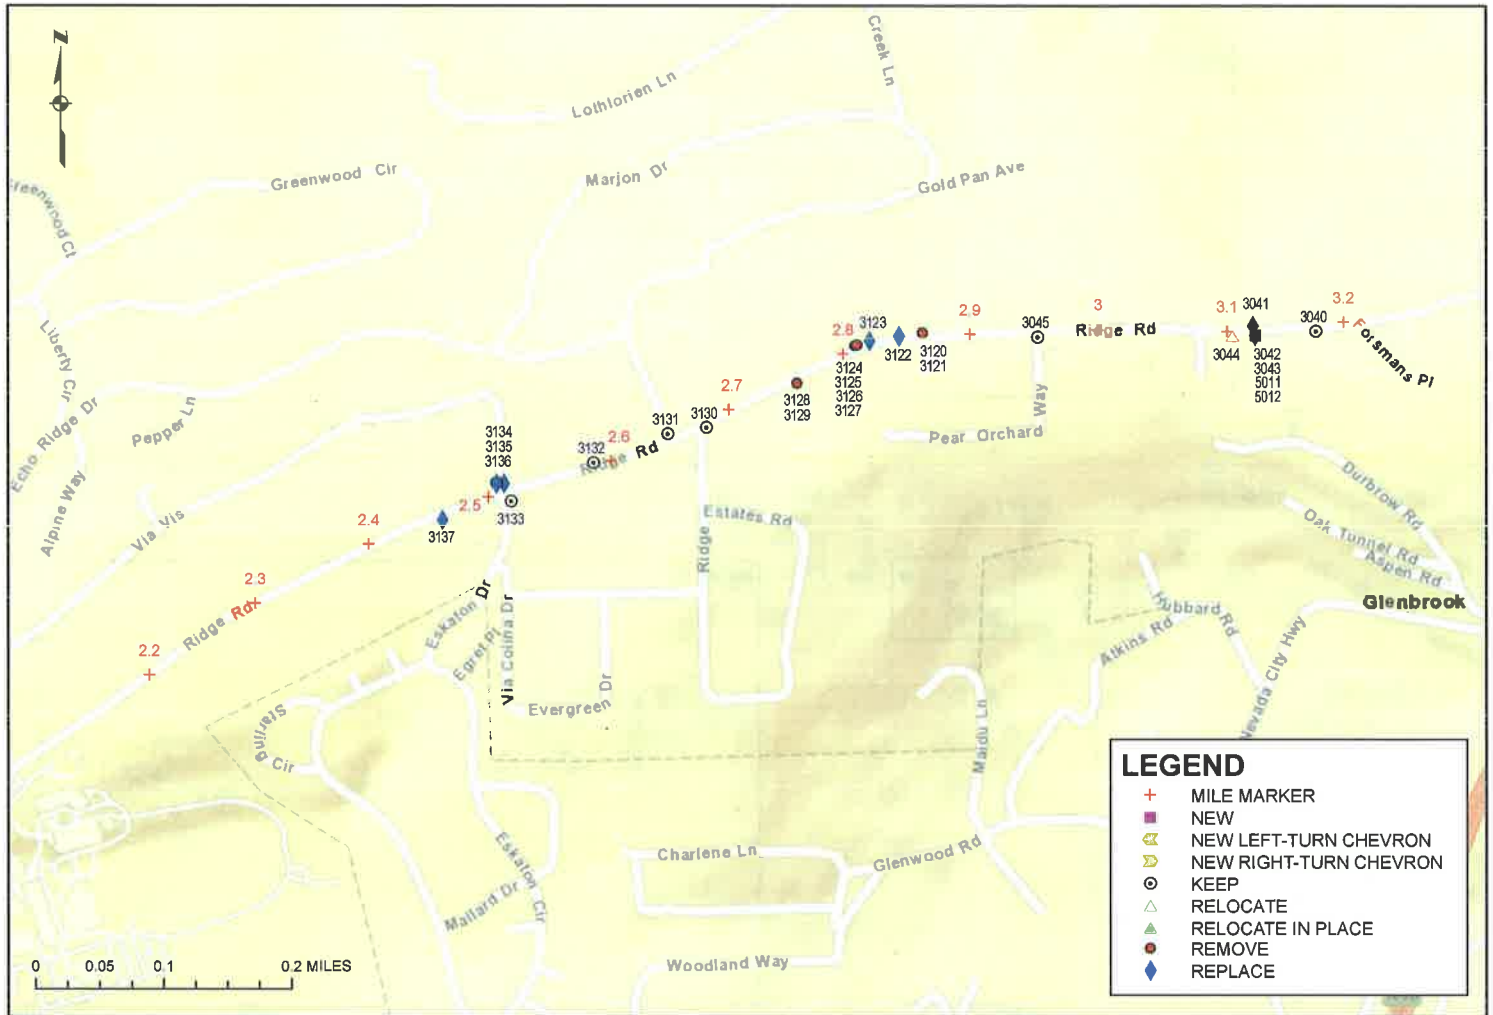 Creek Ln
N
Lothlorien Ln
Greenwood Cir
Marjon Dr
Gold Pan Ave
Greenwood Ct
Liberty Cir
Echo Ridge Dr
Alpine Way
Pepper Ln
Via Vis
2.2
Ridge Rd
2.3
2.4
3137
2.5
3134
3135
3136
3133
3132
2.6
Ridge Rd
3131
3130
2.7
3128
3129
2.8
3123
3124
3125
3126
3127
3122
3120
3121
2.9
3045
3
Ridge Rd
3.1
3041
3044
3042
3043
5011
5012
3040
3.2
Forsmans Pl
Pear Orchard
Way
Durbrow Rd
Oak Tunnel Rd
Aspen Rd
Glenbrook
Estates Rd
Ridge
Hubbard Rd
Atkins Rd
Nevada City Hwy
Eskaton Dr
Egret Pl
Via Colina Dr
Evergreen Dr
Starling Cir
Maidu Ln
Eskaton Cir
Mallard Dr
Charlene Ln
Glenwood Rd
Woodland Way
0 0.05 0.1 0.2 MILES
LEGEND
MILE MARKER
NEW
NEW LEFT-TURN CHEVRON
NEW RIGHT-TURN CHEVRON
KEEP
RELOCATE
RELOCATE IN PLACE
REMOVE
REPLACE